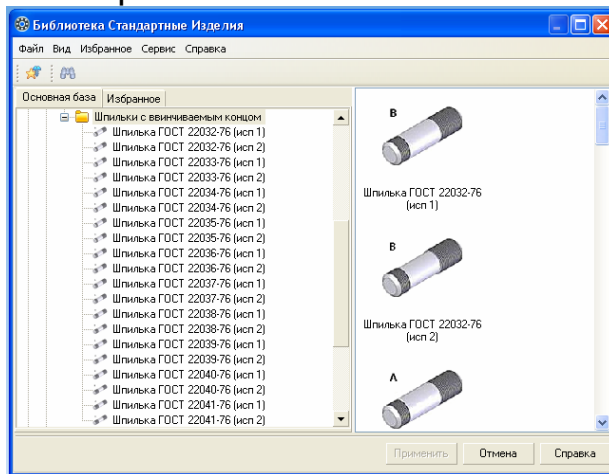 Библиотека Стандартные Изделия
Файл Вид Избранное Сервис Справка
Основная база Избранное
Шпильки с ввинчиваемым концом
Шпилька ГОСТ 22032-76 (исп 1)
Шпилька ГОСТ 22032-76 (исп 2)
Шпилька ГОСТ 22033-76 (исп 1)
Шпилька ГОСТ 22033-76 (исп 2)
Шпилька ГОСТ 22034-76 (исп 1)
Шпилька ГОСТ 22034-76 (исп 2)
Шпилька ГОСТ 22035-76 (исп 1)
Шпилька ГОСТ 22035-76 (исп 2)
Шпилька ГОСТ 22036-76 (исп 1)
Шпилька ГОСТ 22036-76 (исп 2)
Шпилька ГОСТ 22037-76 (исп 1)
Шпилька ГОСТ 22037-76 (исп 2)
Шпилька ГОСТ 22038-76 (исп 1)
Шпилька ГОСТ 22038-76 (исп 2)
Шпилька ГОСТ 22039-76 (исп 1)
Шпилька ГОСТ 22039-76 (исп 2)
Шпилька ГОСТ 22040-76 (исп 1)
Шпилька ГОСТ 22040-76 (исп 2)
Шпилька ГОСТ 22041-76 (исп 1)
Шпилька ГОСТ 22041-76 (исп 2)
В
Шпилька ГОСТ 22032-76
(исп 1)
В
Шпилька ГОСТ 22032-76
(исп 2)
А
Применить Отмена Справка